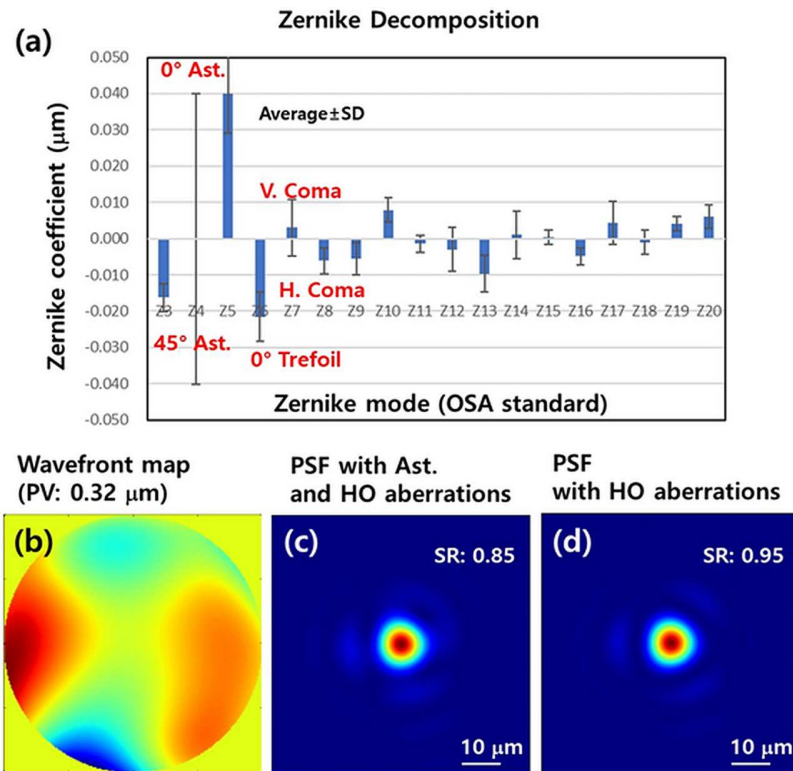 Zernike Decomposition
(a)
Zernike coefficient (μm)
0.050
0.040
0.030
0.020
0.010
0.000
-0.010
-0.020
-0.030
-0.040
-0.050
0° Ast.
Average±SD
V. Coma
H. Coma
Z3 Z4 Z5 Z6 Z7 Z8 Z9 Z10 Z11 Z12 Z13 Z14 Z15 Z16 Z17 Z18 Z19 Z20
45° Ast.
0° Trefoil
Zernike mode (OSA standard)
Wavefront map
(PV: 0.32 μm)
(b)
PSF with Ast.
and HO aberrations
(c)
SR: 0.85
10 μm
PSF
with HO aberrations
(d)
SR: 0.95
10 μm